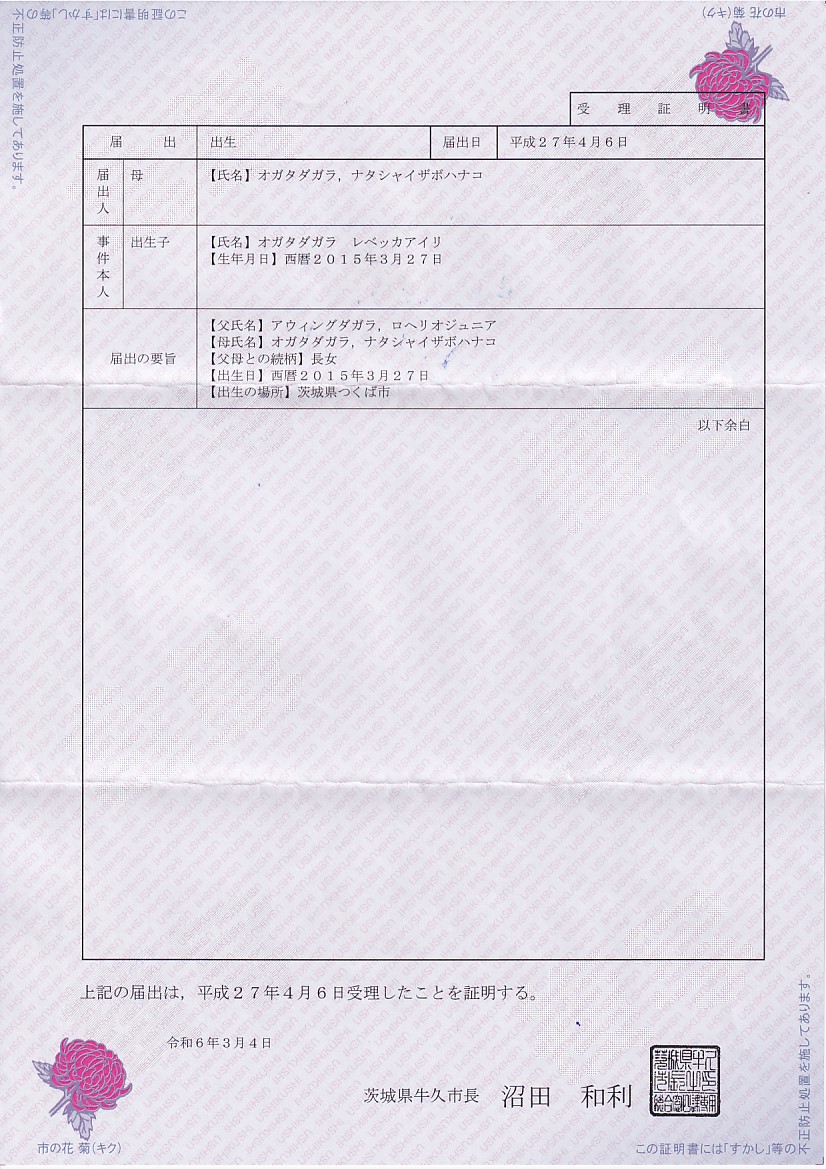 この証明書には「すかし」等の
不正防止処置を施してあります。
市の花 菊(キク)
受理証明書
届出 出生 届出日 平成27年4月6日
届出人 母 【氏名】オガタダガラ，ナタシャイザボハナコ
事件本人 出生子 【氏名】オガタダガラ　レベッカアイリ
【生年月日】西暦2015年3月27日
届出の要旨 【父氏名】アウィングダガラ，ロヘリオジュニア
【母氏名】オガタダガラ，ナタシャイザボハナコ
【父母との続柄】長女
【出生日】西暦2015年3月27日
【出生の場所】茨城県つくば市
以下余白
上記の届出は，平成27年4月6日受理したことを証明する。
令和6年3月4日
茨城県牛久市長　沼田　和利
市の花 菊(キク)
この証明書には「すかし」等の
不正防止処置を施してあります。